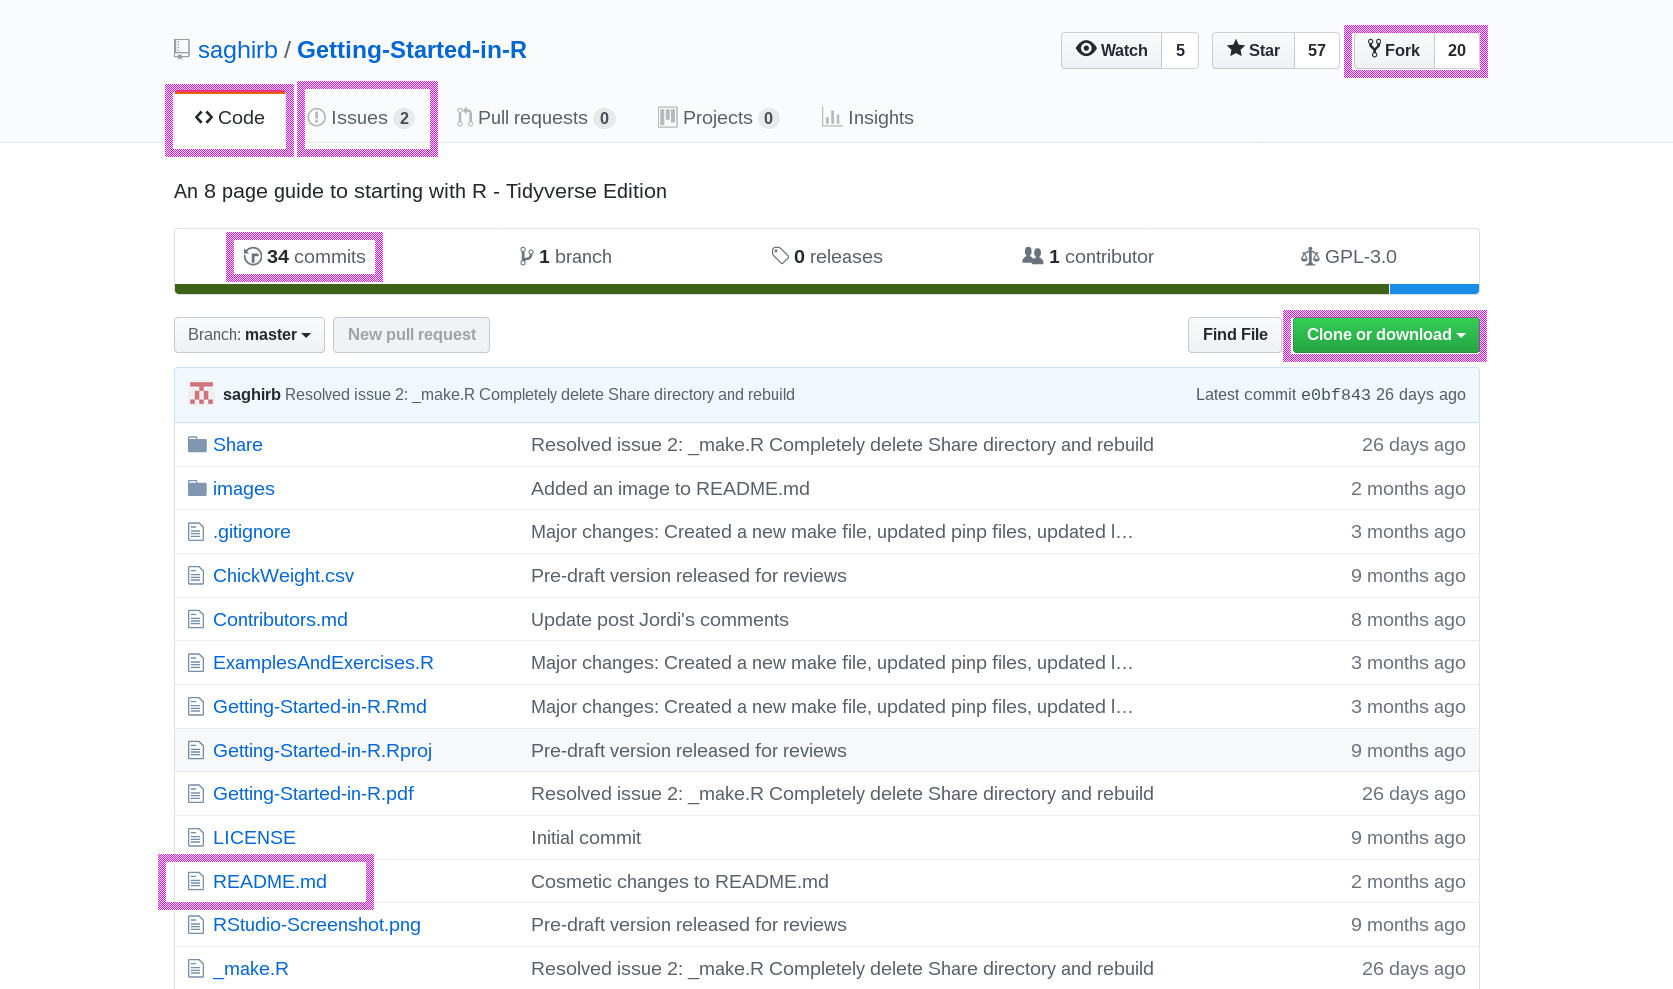 saghirb / Getting-Started-in-R
Watch 5 Star 57 Fork 20
Code Issues 2 Pull requests 0 Projects 0 Insights
An 8 page guide to starting with R - Tidyverse Edition
34 commits 1 branch 0 releases 1 contributor GPL-3.0
Branch: master New pull request Find File Clone or download
saghirb Resolved issue 2: _make.R Completely delete Share directory and rebuild Latest commit e0bf843 26 days ago
Share Resolved issue 2: _make.R Completely delete Share directory and rebuild 26 days ago
images Added an image to README.md 2 months ago
.gitignore Major changes: Created a new make file, updated pinp files, updated l… 3 months ago
ChickWeight.csv Pre-draft version released for reviews 9 months ago
Contributors.md Update post Jordi's comments 8 months ago
ExamplesAndExercises.R Major changes: Created a new make file, updated pinp files, updated l… 3 months ago
Getting-Started-in-R.Rmd Major changes: Created a new make file, updated pinp files, updated l… 3 months ago
Getting-Started-in-R.Rproj Pre-draft version released for reviews 9 months ago
Getting-Started-in-R.pdf Resolved issue 2: _make.R Completely delete Share directory and rebuild 26 days ago
LICENSE Initial commit 9 months ago
README.md Cosmetic changes to README.md 2 months ago
RStudio-Screenshot.png Pre-draft version released for reviews 9 months ago
_make.R Resolved issue 2: _make.R Completely delete Share directory and rebuild 26 days ago